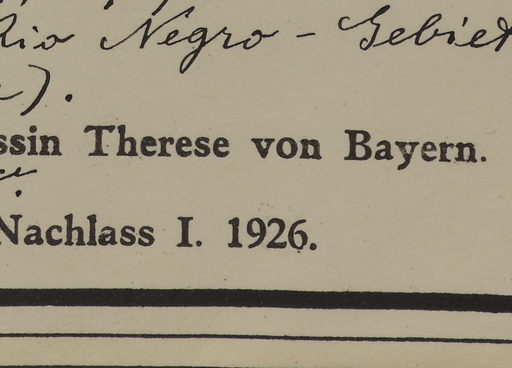 Rio Negro - Gebiet
).
ssin Therese von Bayern.
Nachlass I. 1926.